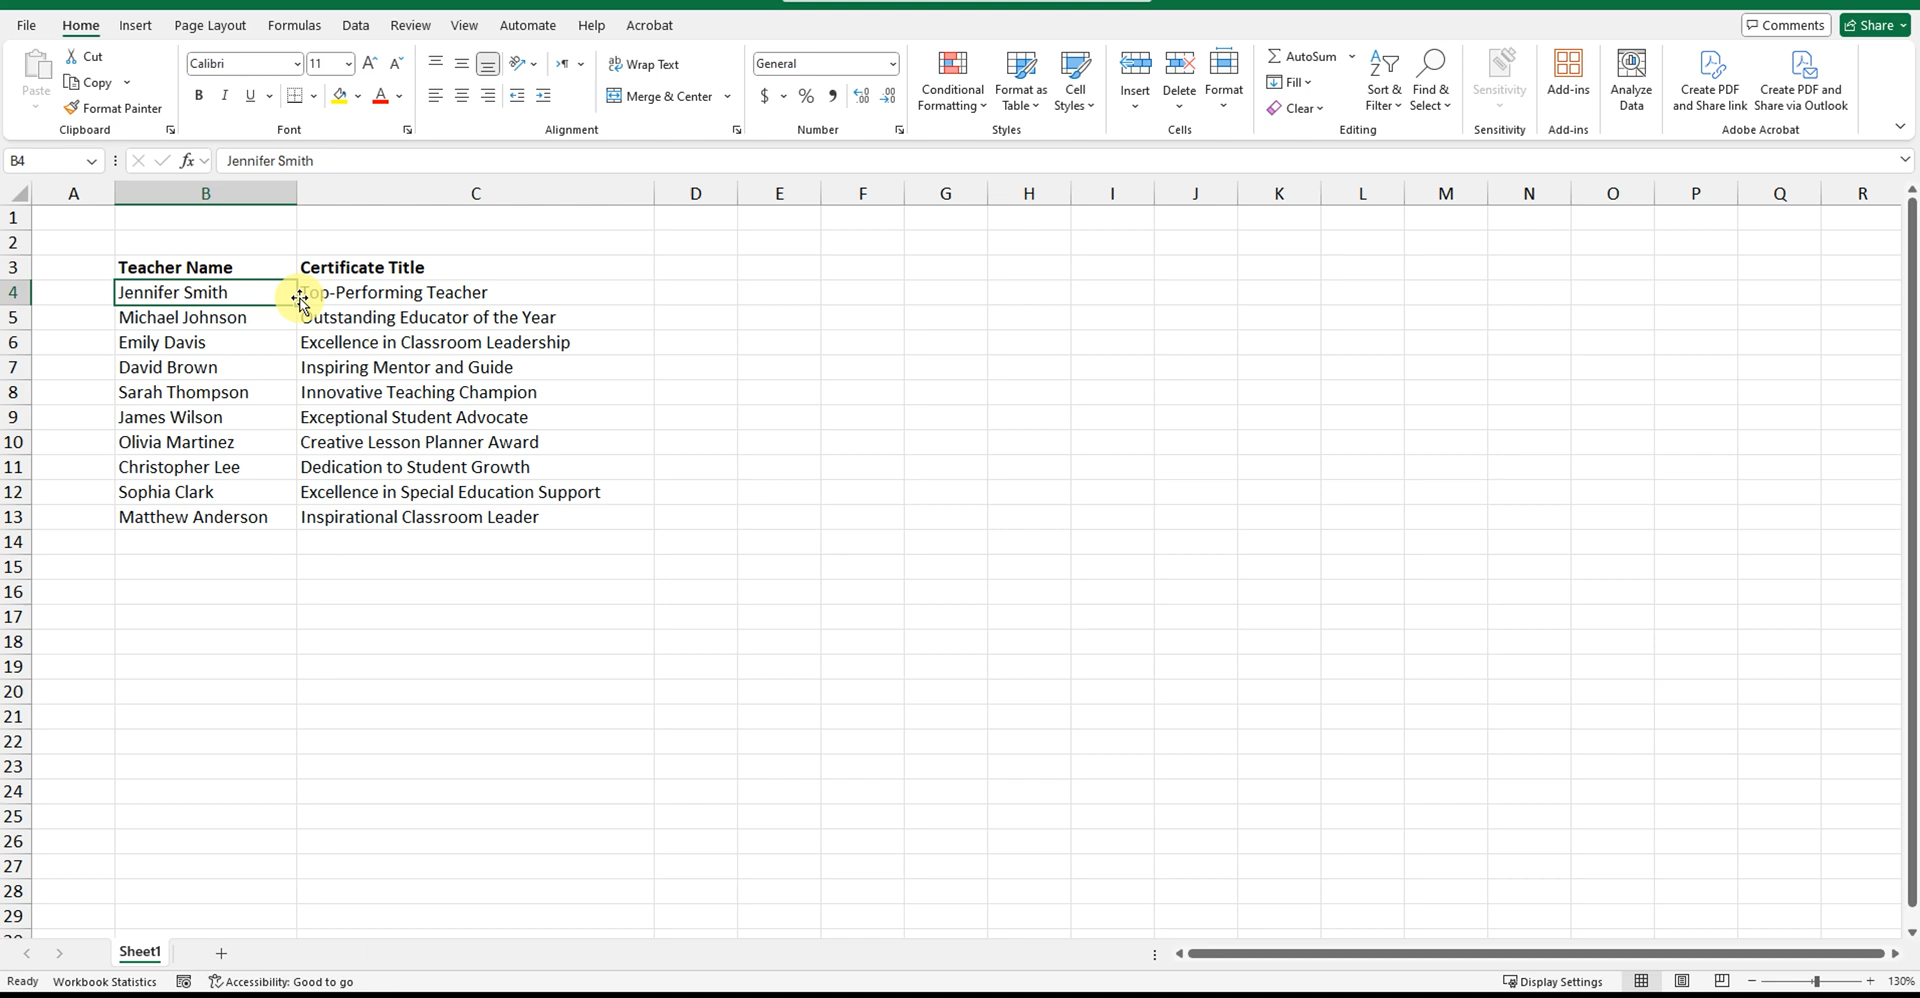 File Home Insert Page Layout Formulas Data Review View Automate Help Acrobat Comments Share
Paste Cut Copy Format Painter Clipboard
Calibri 11 A A B I U A Font
Wrap Text Merge & Center Alignment
General $ % 9 Number
Conditional Formatting Format as Table Cell Styles Styles
Insert Delete Format Cells
AutoSum Fill Clear Sort & Filter Find & Select Editing
Sensitivity Sensitivity
Add-ins Add-ins
Analyze Data
Create PDF and Share link Create PDF and Share via Outlook Adobe Acrobat
B4 fx Jennifer Smith
A B C D E F G H I J K L M N O P Q R
1
2
3 Teacher Name Certificate Title
4 Jennifer Smith Top-Performing Teacher
5 Michael Johnson Outstanding Educator of the Year
6 Emily Davis Excellence in Classroom Leadership
7 David Brown Inspiring Mentor and Guide
8 Sarah Thompson Innovative Teaching Champion
9 James Wilson Exceptional Student Advocate
10 Olivia Martinez Creative Lesson Planner Award
11 Christopher Lee Dedication to Student Growth
12 Sophia Clark Excellence in Special Education Support
13 Matthew Anderson Inspirational Classroom Leader
14
15
16
17
18
19
20
21
22
23
24
25
26
27
28
29
Sheet1
Ready Workbook Statistics Accessibility: Good to go Display Settings 130%